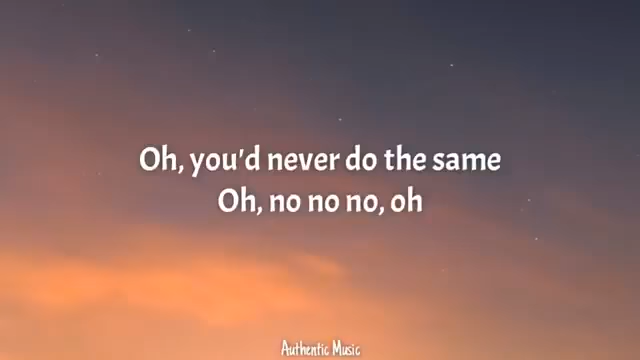 Oh, you'd never do the same
Oh, no no no, oh
Authentic Music